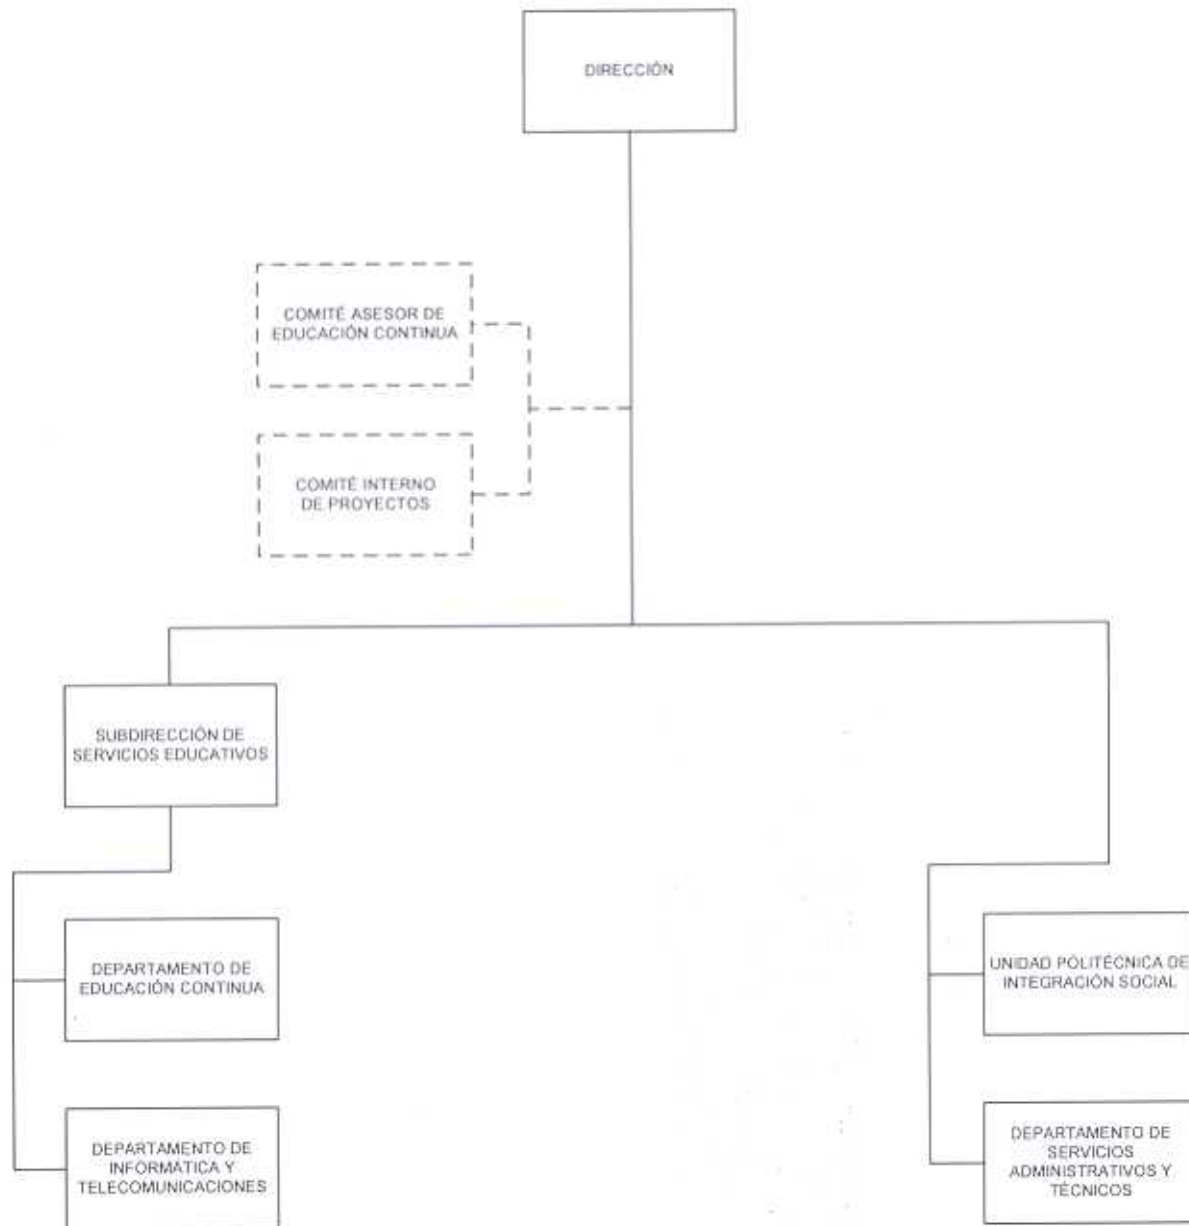 DIRECCIÓN
COMITÉ ASESOR DE
EDUCACIÓN CONTINUA
COMITÉ INTERNO
DE PROYECTOS
SUBDIRECCIÓN DE
SERVICIOS EDUCATIVOS
DEPARTAMENTO DE
EDUCACIÓN CONTINUA
UNIDAD POLITÉCNICA DE
INTEGRACIÓN SOCIAL
DEPARTAMENTO DE
INFORMÁTICA Y
TELECOMUNICACIONES
DEPARTAMENTO DE
SERVICIOS
ADMINISTRATIVOS Y
TÉCNICOS